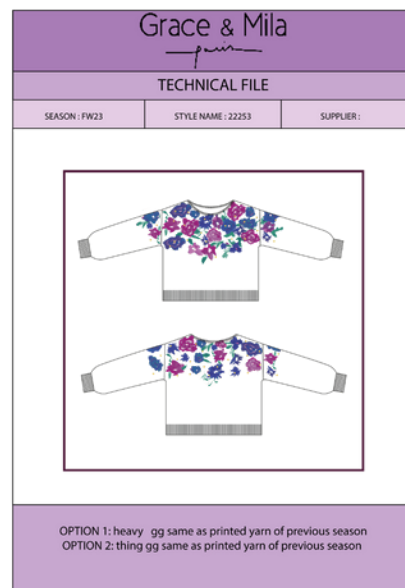 Grace & Mila
paris
TECHNICAL FILE
SEASON : FW23
STYLE NAME : 22253
SUPPLIER :
OPTION 1: heavy gg same as printed yarn of previous season
OPTION 2: thing gg same as printed yarn of previous season